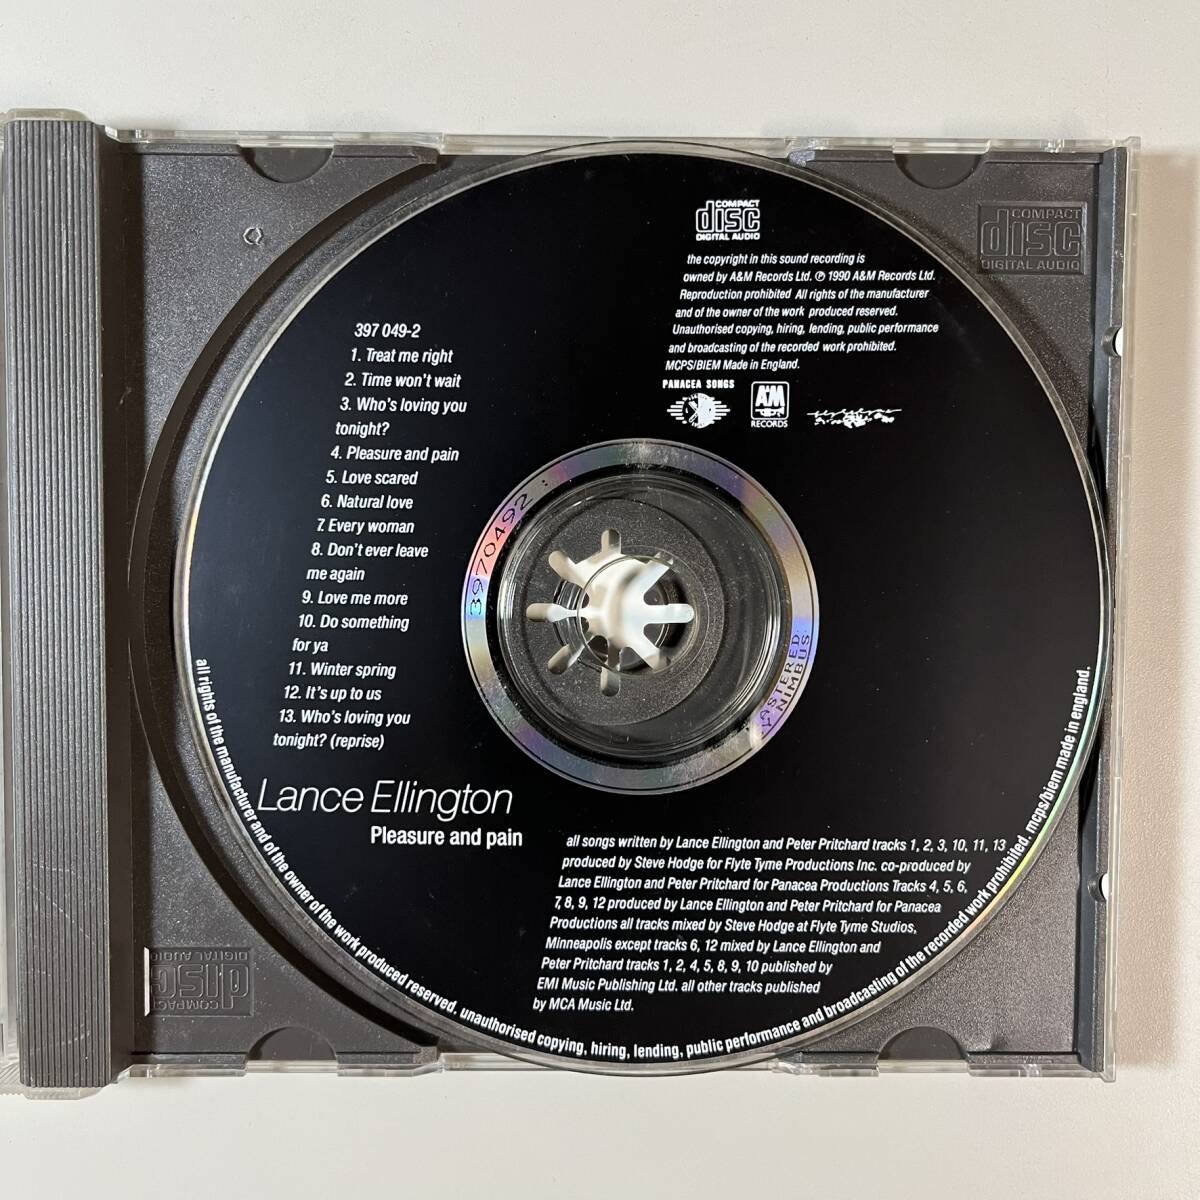 COMPACT
disc
DIGITAL AUDIO
the copyright in this sound recording is
owned by A&M Records Ltd. ℗ 1990 A&M Records Ltd.
Reproduction prohibited All rights of the manufacturer
and of the owner of the work produced reserved.
Unauthorised copying, hiring, lending, public performance
and broadcasting of the recorded work prohibited.
MCPS/BIEM Made in England.
PANACEA SONGS
A&M
RECORDS
COMPACT
disc
DIGITAL AUDIO
397 049-2
1. Treat me right
2. Time won't wait
3. Who's loving you
tonight?
4. Pleasure and pain
5. Love scared
6. Natural love
7. Every woman
8. Don't ever leave
me again
9. Love me more
10. Do something
for ya
11. Winter spring
12. It's up to us
13. Who's loving you
tonight? (reprise)
3970492 :
MASTERED
BY NIMBUS
Lance Ellington
Pleasure and pain
all songs written by Lance Ellington and Peter Pritchard tracks 1, 2, 3, 10, 11, 13
produced by Steve Hodge for Flyte Tyme Productions Inc. co-produced by
Lance Ellington and Peter Pritchard for Panacea Productions Tracks 4, 5, 6,
7, 8, 9, 12 produced by Lance Ellington and Peter Pritchard for Panacea
Productions all tracks mixed by Steve Hodge at Flyte Tyme Studios,
Minneapolis except tracks 6, 12 mixed by Lance Ellington and
Peter Pritchard tracks 1, 2, 4, 5, 8, 9, 10 published by
EMI Music Publishing Ltd. all other tracks published
by MCA Music Ltd.
all rights of the manufacturer and of the owner of the work produced reserved. unauthorised copying, hiring, lending, public performance and broadcasting of the recorded work prohibited. mcps/biem made in england.
COMPACT
disc
DIGITAL AUDIO